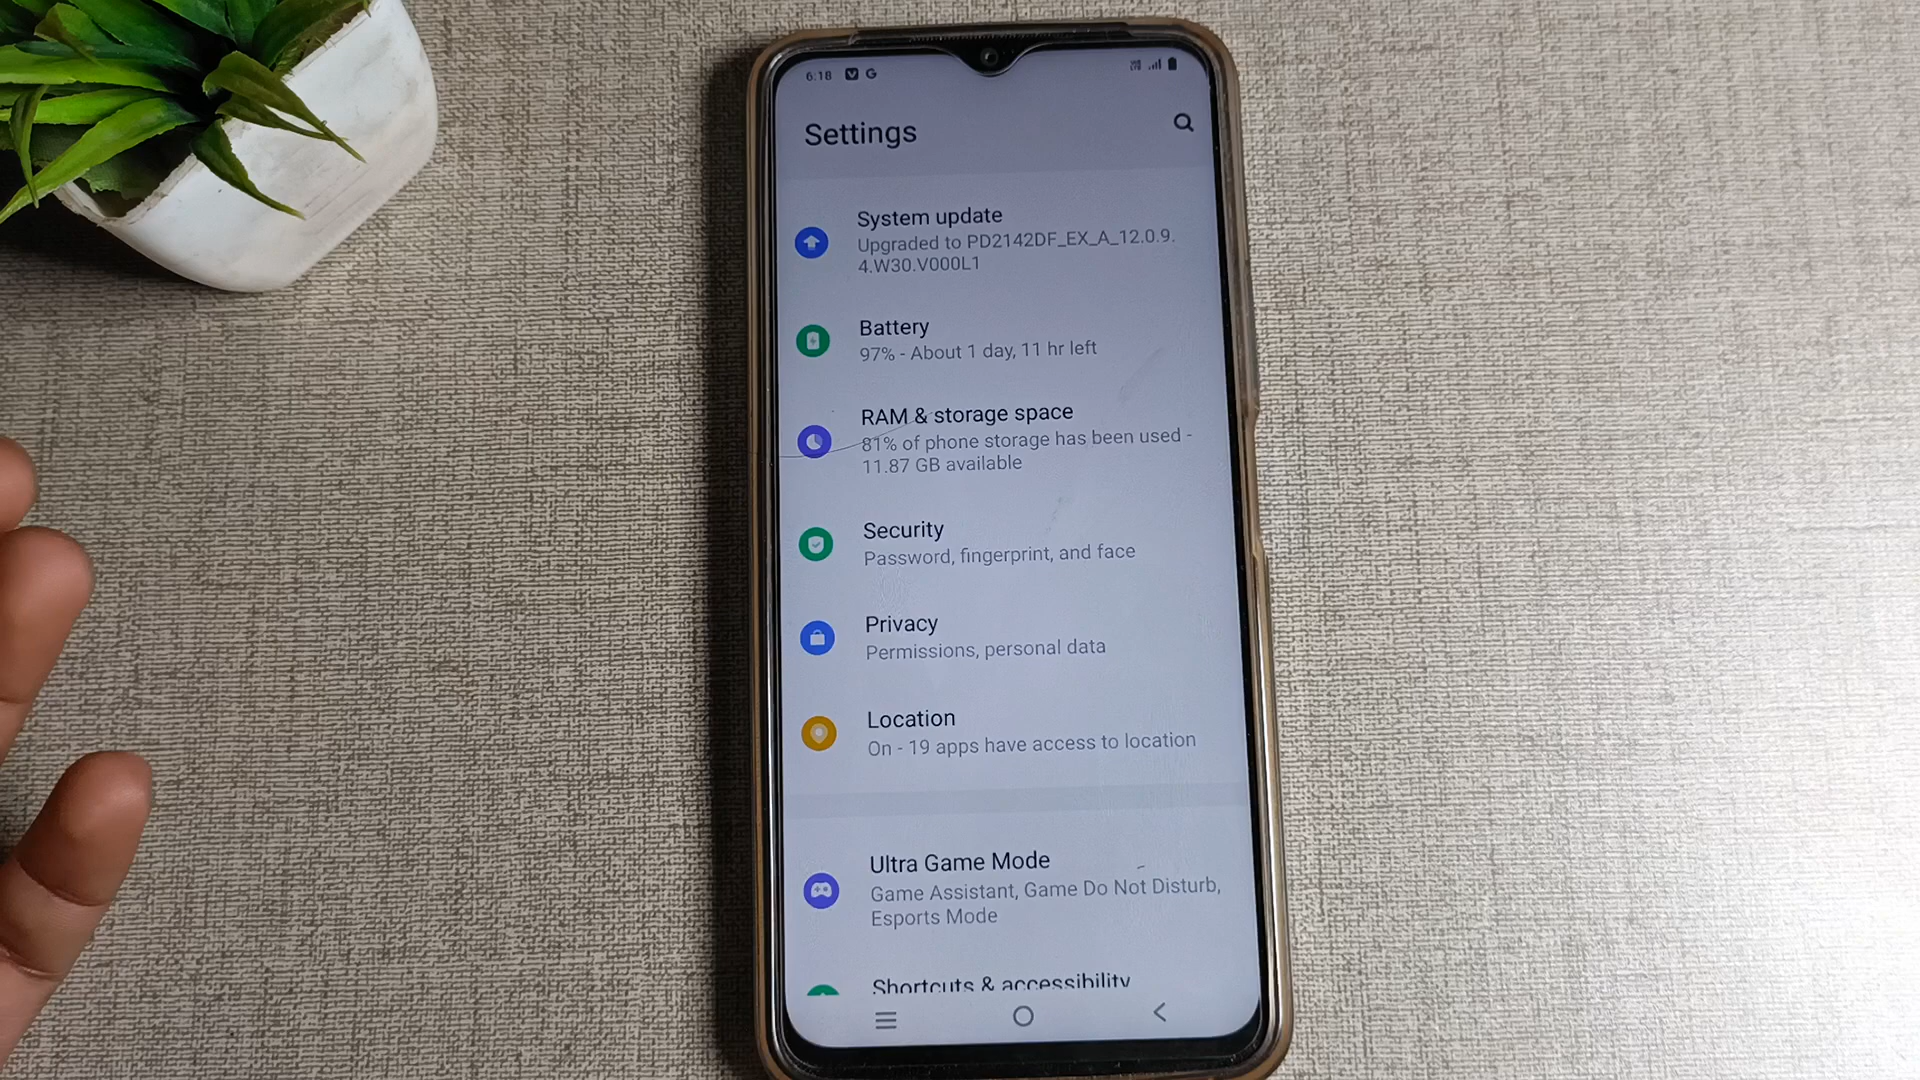 6:18
Settings
System update
Upgraded to PD2142DF_EX_A_12.0.9.
4.W30.V000L1
Battery
97% - About 1 day, 11 hr left
RAM & storage space
81% of phone storage has been used -
11.87 GB available
Security
Password, fingerprint, and face
Privacy
Permissions, personal data
Location
On - 19 apps have access to location
Ultra Game Mode
Game Assistant, Game Do Not Disturb,
Esports Mode
Shortcuts & accessibility